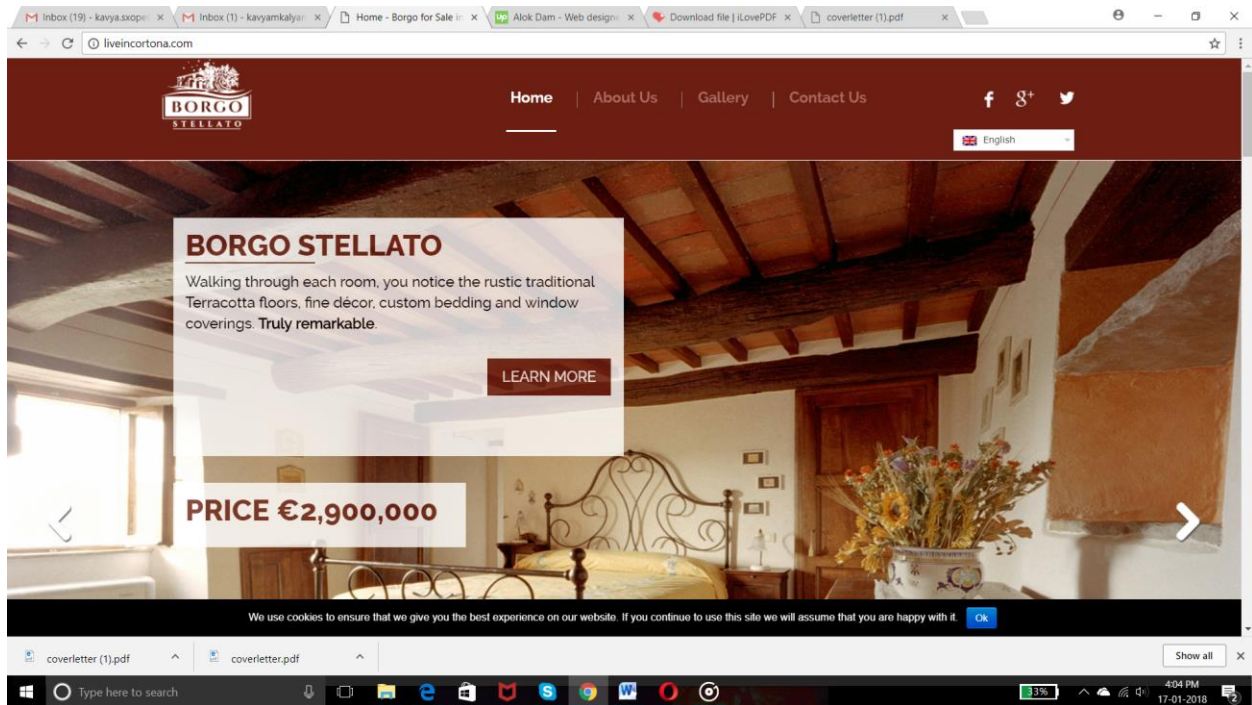 Inbox (19) - kavya.sxope
Inbox (1) - kavyamkalyan
Home - Borgo for Sale in
Up Alok Dam - Web designe
Download file | iLovePDF
coverletter (1).pdf
liveincortona.com
BORGO
STELLATO
Home | About Us | Gallery | Contact Us
f g+
English
BORGO STELLATO
Walking through each room, you notice the rustic traditional
Terracotta floors, fine décor, custom bedding and window
coverings. Truly remarkable.
LEARN MORE
PRICE €2,900,000
We use cookies to ensure that we give you the best experience on our website. If you continue to use this site we will assume that you are happy with it. Ok
coverletter (1).pdf
coverletter.pdf
Show all
Type here to search
33%
4:04 PM
17-01-2018
2